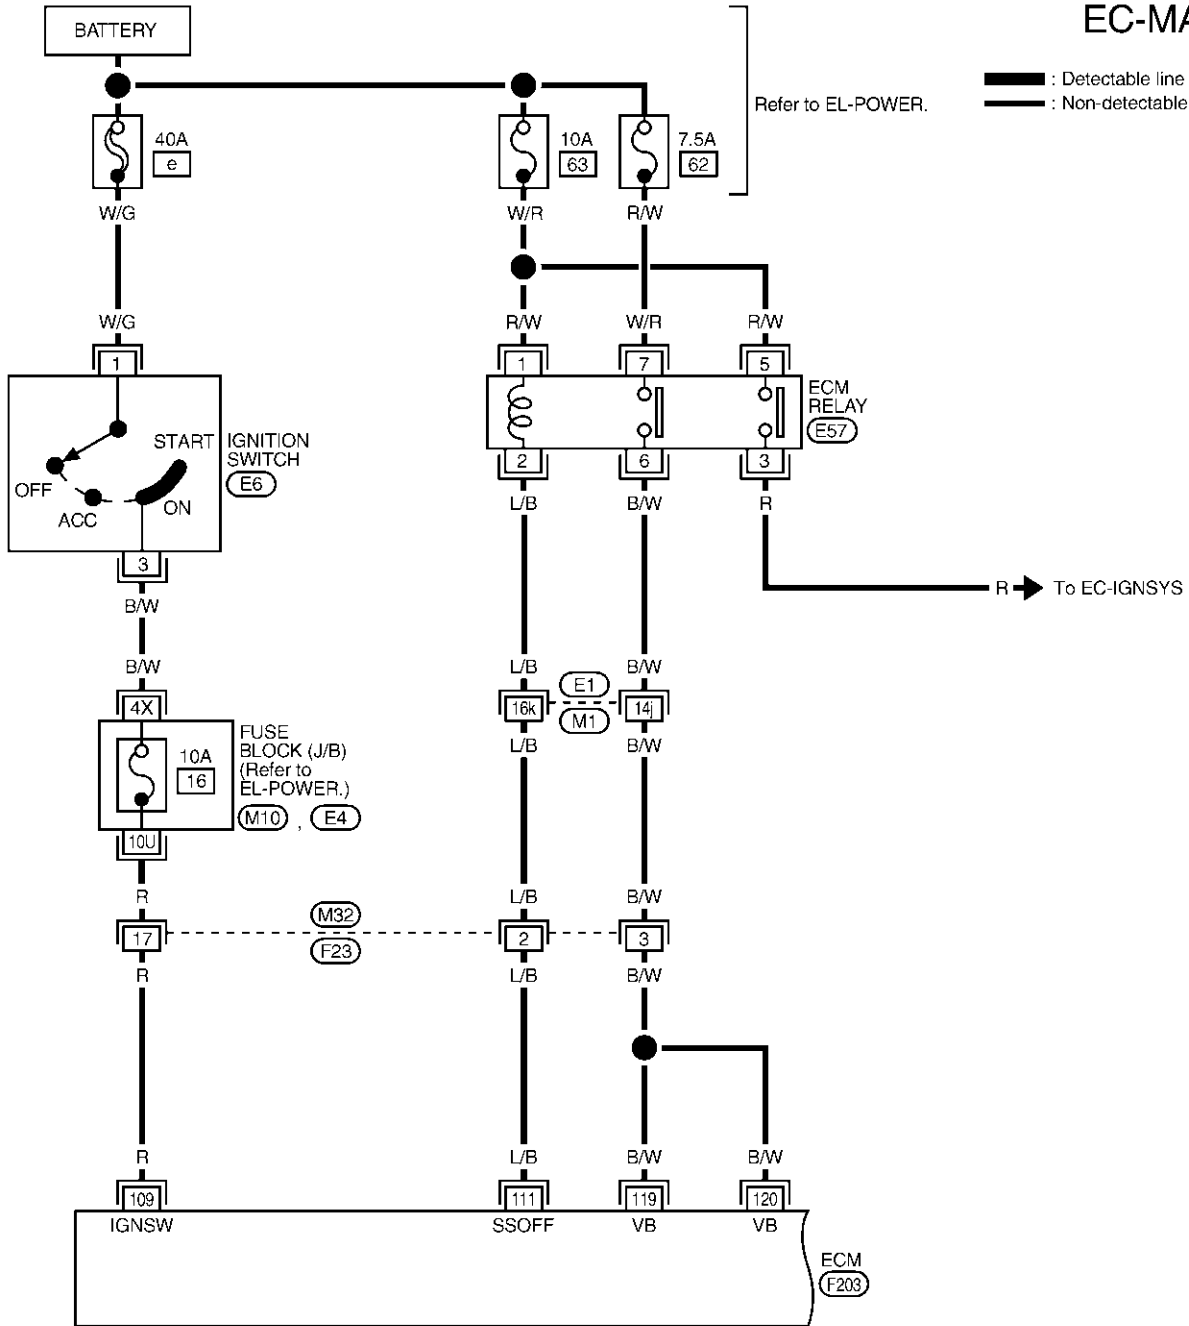 EC-MA
BATTERY
: Detectable line
: Non-detectable
Refer to EL-POWER.
40A
e
10A
63
7.5A
62
W/G
W/R
R/W
W/G
R/W
W/R
R/W
1
1
7
5
ECM
RELAY
E57
START
IGNITION
SWITCH
E6
OFF
ACC
ON
2
6
3
L/B
B/W
R
3
B/W
R
To EC-IGNSYS
B/W
L/B
B/W
4X
16k
E1
M1
14j
L/B
B/W
10A
16
FUSE
BLOCK (J/B)
(Refer to
EL-POWER.)
M10 , E4
10U
R
L/B
B/W
17
M32
F23
2
3
R
L/B
B/W
R
L/B
B/W
B/W
109
111
119
120
IGNSW
SSOFF
VB
VB
ECM
F203